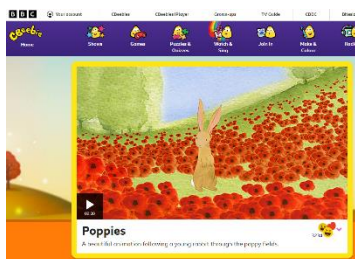 BBC Your account CBeebies CBeebies iPlayer Grown-ups TV Guide CBBC
CBeebies
Home Shows Games Puzzles & Quizzes Watch & Sing Join In Make & Colour
Poppies
A beautiful animation following a young rabbit through the poppy fields.